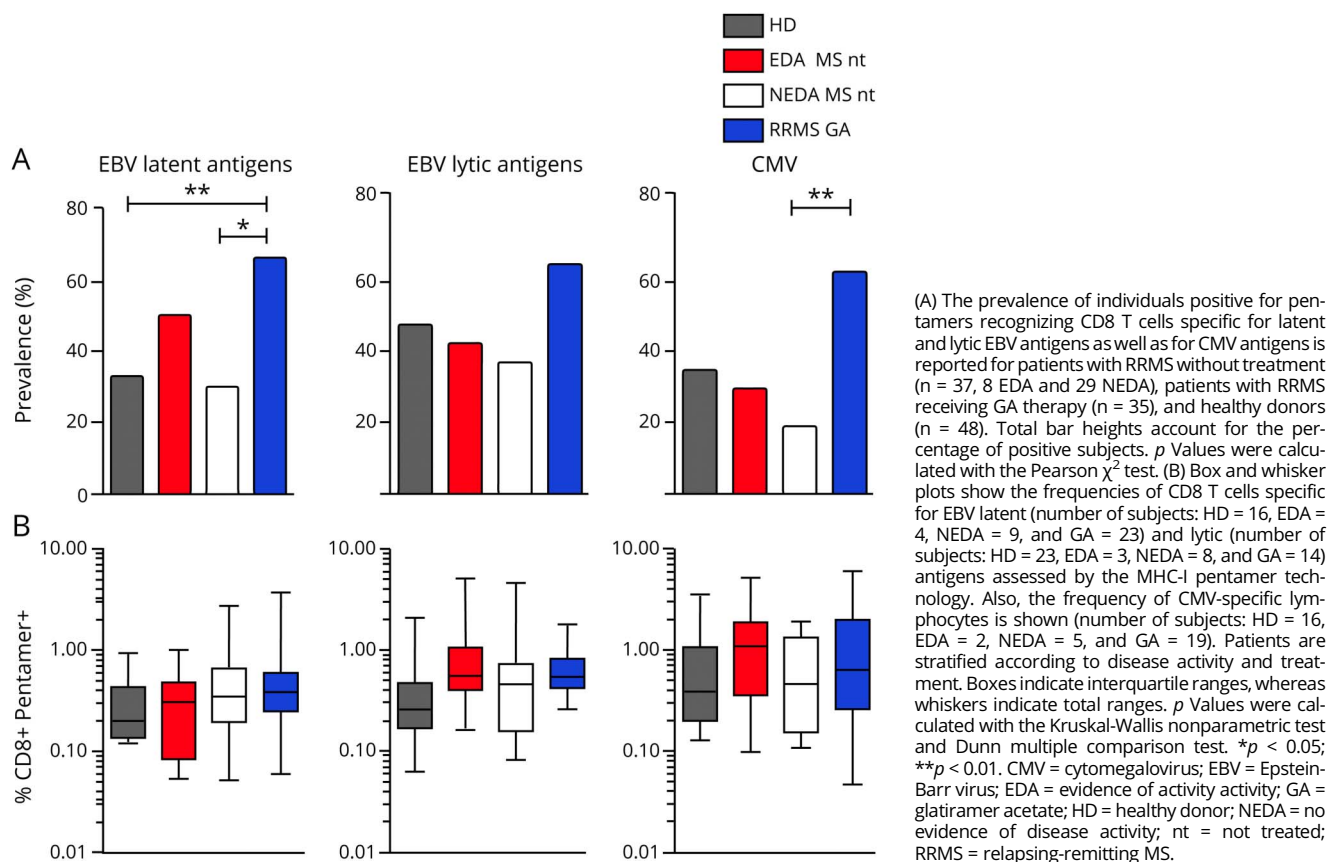 HD
EDA MS nt
NEDA MS nt
RRMS GA
A
EBV latent antigens
EBV lytic antigens
CMV
**
*
**
Prevalence (%)
80
60
40
20
0
80
60
40
20
80
60
40
20
B
% CD8+ Pentamer+
10.00
1.00
0.10
0.01
10.00
1.00
0.10
0.01
10.00
1.00
0.10
0.01
(A) The prevalence of individuals positive for pen-
tamers recognizing CD8 T cells specific for latent
and lytic EBV antigens as well as for CMV antigens is
reported for patients with RRMS without treatment
(n = 37, 8 EDA and 29 NEDA), patients with RRMS
receiving GA therapy (n = 35), and healthy donors
(n = 48). Total bar heights account for the per-
centage of positive subjects. p Values were calcu-
lated with the Pearson χ² test. (B) Box and whisker
plots show the frequencies of CD8 T cells specific
for EBV latent (number of subjects: HD = 16, EDA =
4, NEDA = 9, and GA = 23) and lytic (number of
subjects: HD = 23, EDA = 3, NEDA = 8, and GA = 14)
antigens assessed by the MHC-I pentamer tech-
nology. Also, the frequency of CMV-specific lym-
phocytes is shown (number of subjects: HD = 16,
EDA = 2, NEDA = 5, and GA = 19). Patients are
stratified according to disease activity and treat-
ment. Boxes indicate interquartile ranges, whereas
whiskers indicate total ranges. p Values were cal-
culated with the Kruskal-Wallis nonparametric test
and Dunn multiple comparison test. *p < 0.05;
**p < 0.01. CMV = cytomegalovirus; EBV = Epstein-
Barr virus; EDA = evidence of activity activity; GA =
glatiramer acetate; HD = healthy donor; NEDA = no
evidence of disease activity; nt = not treated;
RRMS = relapsing-remitting MS.